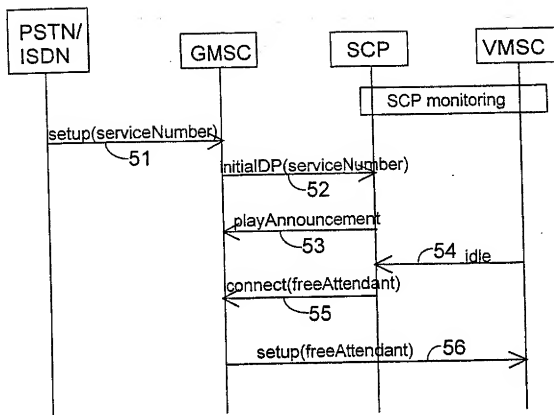 PSTN/
ISDN
GMSC
SCP
VMSC
SCP monitoring
setup(serviceNumber)
51
initialDP(serviceNumber)
52
playAnnouncement
53
54
idle
connect(freeAttendant)
55
setup(freeAttendant)
56